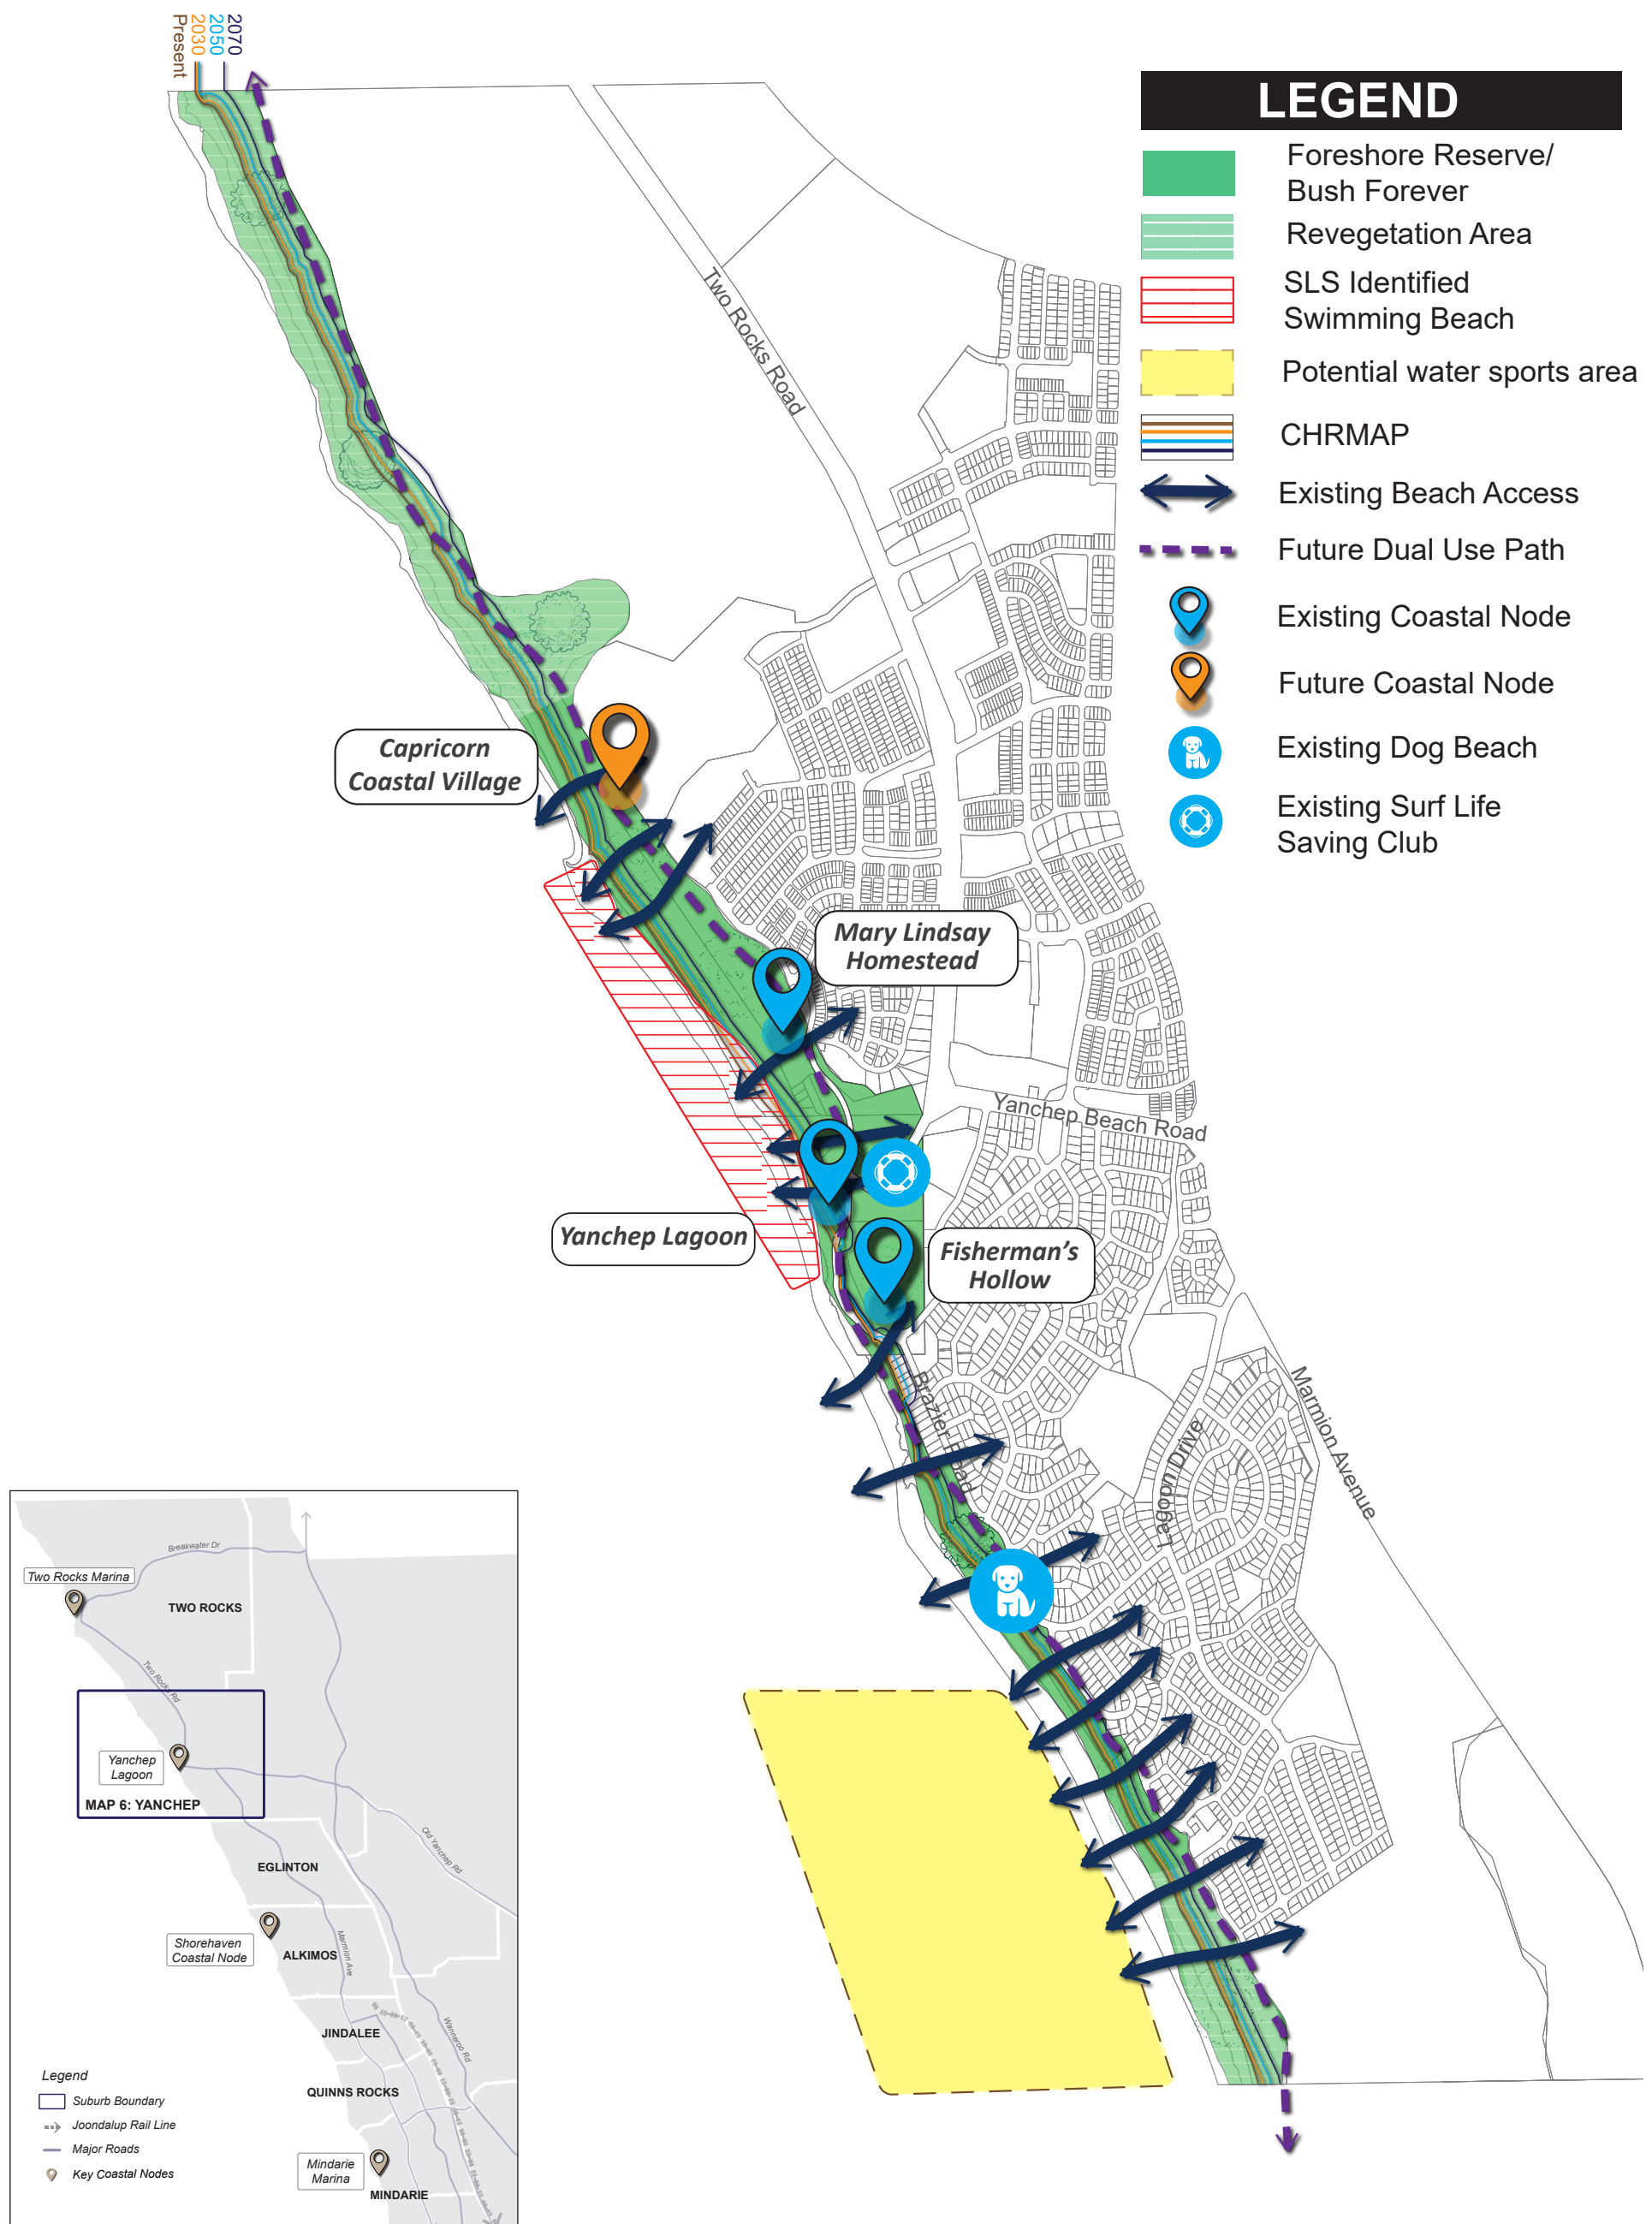 2070
2050
2030
Present
LEGEND
Foreshore Reserve/
Bush Forever
Revegetation Area
SLS Identified
Swimming Beach
Potential water sports area
CHRMAP
Existing Beach Access
Future Dual Use Path
Existing Coastal Node
Future Coastal Node
Existing Dog Beach
Existing Surf Life
Saving Club
Two Rocks Road
Capricorn
Coastal Village
Mary Lindsay
Homestead
Yanchep Beach Road
Yanchep Lagoon
Fisherman's
Hollow
Brazier Road
Lagoon Drive
Marmion Avenue
Breakwater Dr
Two Rocks Marina
TWO ROCKS
Two Rocks Rd
Yanchep
Lagoon
MAP 6: YANCHEP
Old Yanchep Rd
EGLINTON
Shorehaven
Coastal Node
ALKIMOS
Marmion Ave
JINDALEE
Wanneroo Rd
QUINNS ROCKS
Mindarie
Marina
MINDARIE
Legend
Suburb Boundary
Joondalup Rail Line
Major Roads
Key Coastal Nodes